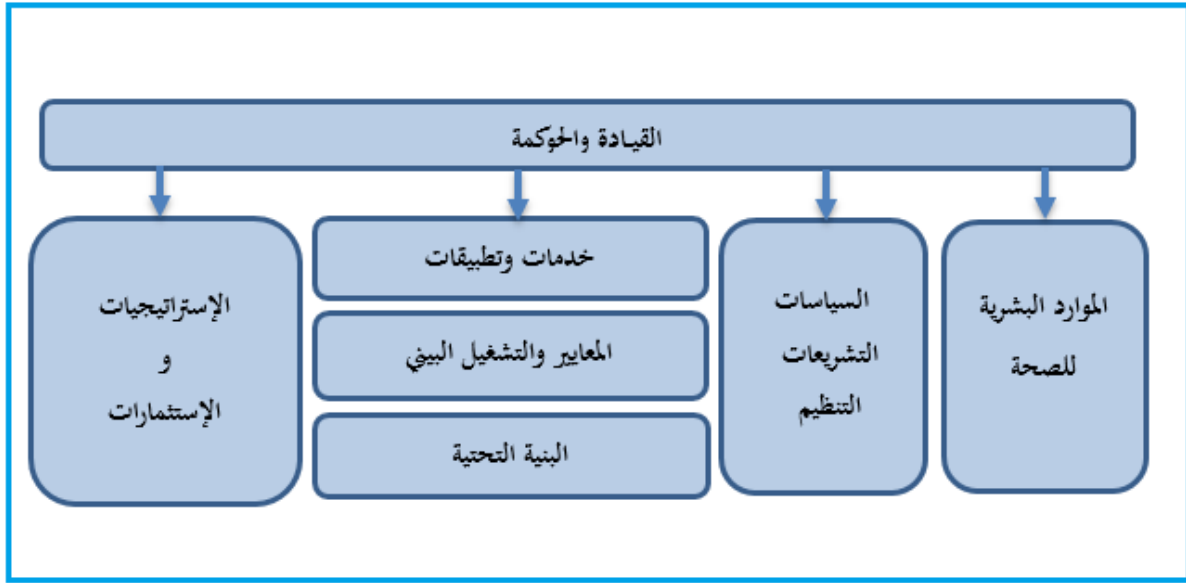 القيادة والحوكمة
الموارد البشرية
للصحة
السياسات
التشريعات
التنظيم
خدمات وتطبيقات
المعايير والتشغيل البيني
البنية التحتية
الإستراتيجيات
و
الإستثمارات